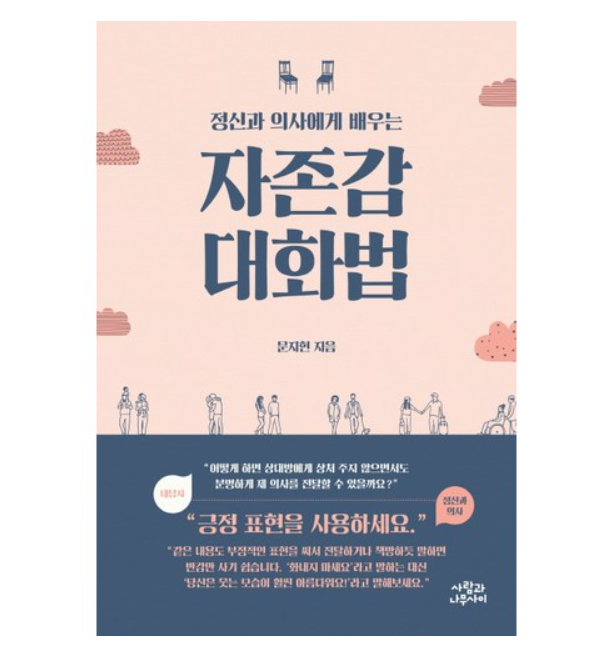 정신과 의사에게 배우는
자존감
대화법
문지현 지음
“어떻게 하면 상대방에게 상처 주지 않으면서도
분명하게 제 의사를 전달할 수 있을까요?”
내담자
정신과
의사
“긍정 표현을 사용하세요.”
“같은 내용도 부정적인 표현을 써서 전달하거나 책망하듯 말하면
반감만 사기 쉽습니다. ‘화내지 마세요’라고 말하는 대신
‘당신은 웃는 모습이 훨씬 아름다워요!’라고 말해보세요.”
사람과
나무사이